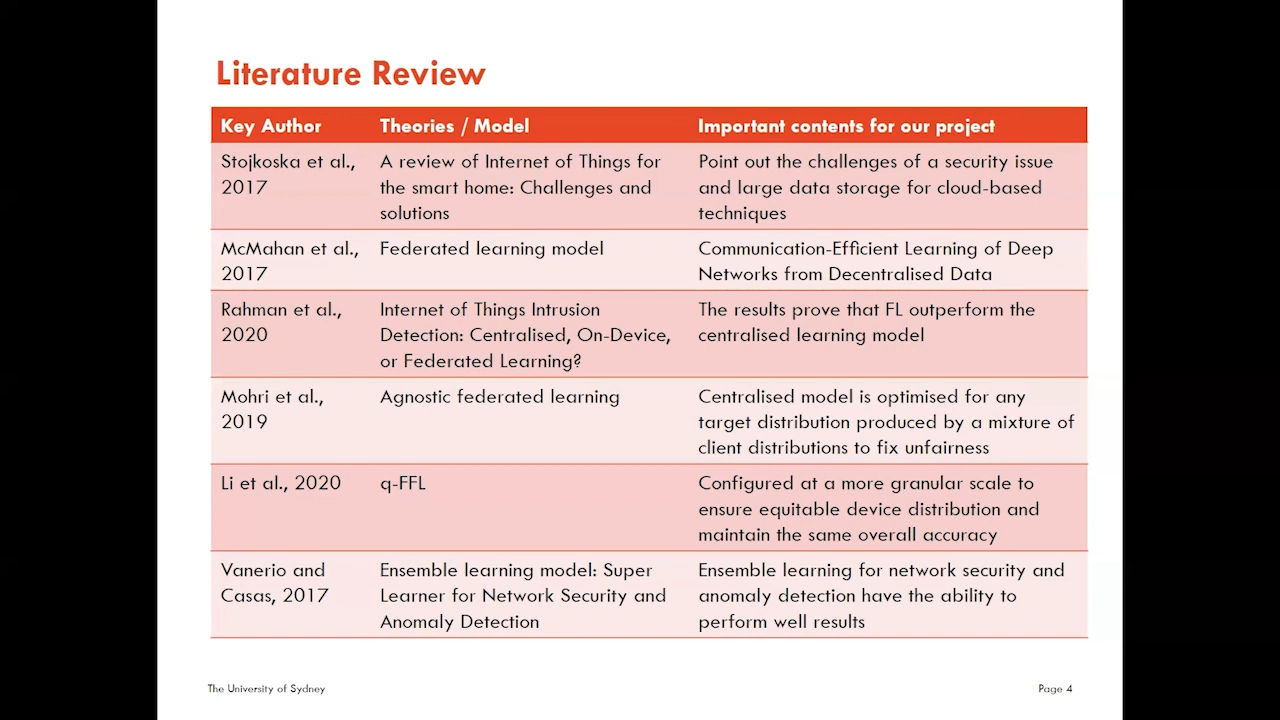 Literature Review
Key Author
Theories / Model
Important contents for our project
Stojkoska et al.,
2017
A review of Internet of Things for
the smart home: Challenges and
solutions
Point out the challenges of a security issue
and large data storage for cloud-based
techniques
McMahan et al.,
2017
Federated learning model
Communication-Efficient Learning of Deep
Networks from Decentralised Data
Rahman et al.,
2020
Internet of Things Intrusion
Detection: Centralised, On-Device,
or Federated Learning?
The results prove that FL outperform the
centralised learning model
Mohri et al.,
2019
Agnostic federated learning
Centralised model is optimised for any
target distribution produced by a mixture of
client distributions to fix unfairness
Li et al., 2020
q-FFL
Configured at a more granular scale to
ensure equitable device distribution and
maintain the same overall accuracy
Vanerio and
Casas, 2017
Ensemble learning model: Super
Learner for Network Security and
Anomaly Detection
Ensemble learning for network security and
anomaly detection have the ability to
perform well results
The University of Sydney
Page 4